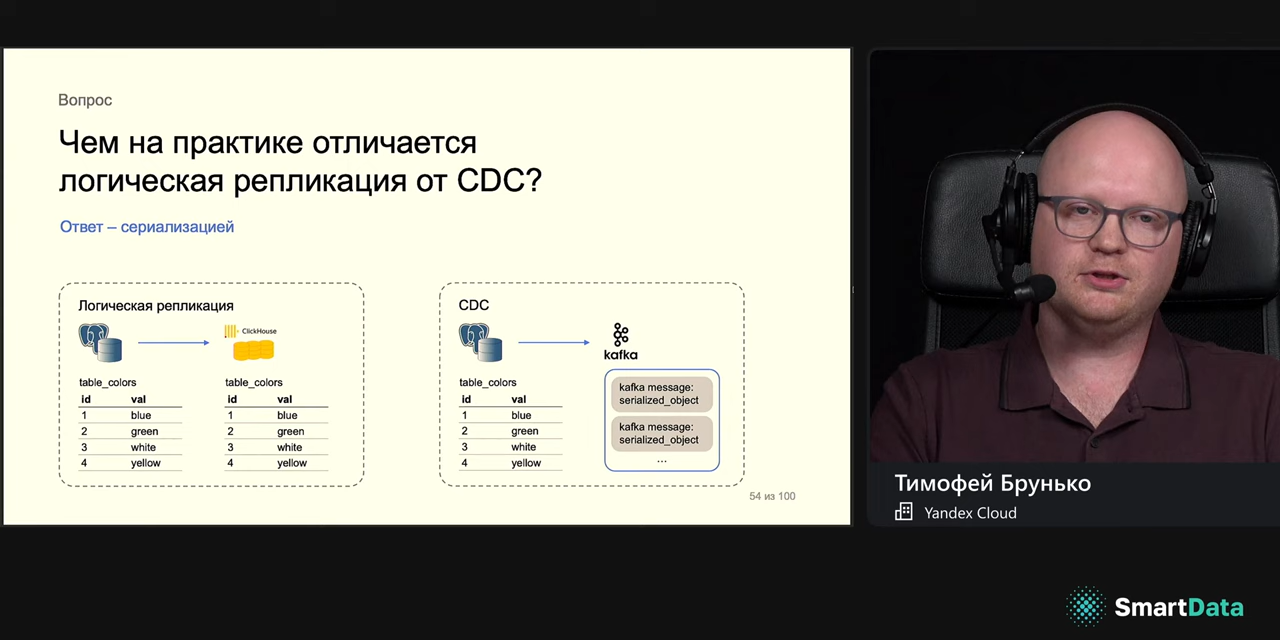 Вопрос
Чем на практике отличается
логическая репликация от CDC?
Ответ – сериализацией
Логическая репликация
ClickHouse
table_colors
id val
1 blue
2 green
3 white
4 yellow
table_colors
id val
1 blue
2 green
3 white
4 yellow
CDC
kafka
table_colors
id val
1 blue
2 green
3 white
4 yellow
kafka message:
serialized_object
kafka message:
serialized_object
...
54 из 100
Тимофей Брунько
Yandex Cloud
SmartData